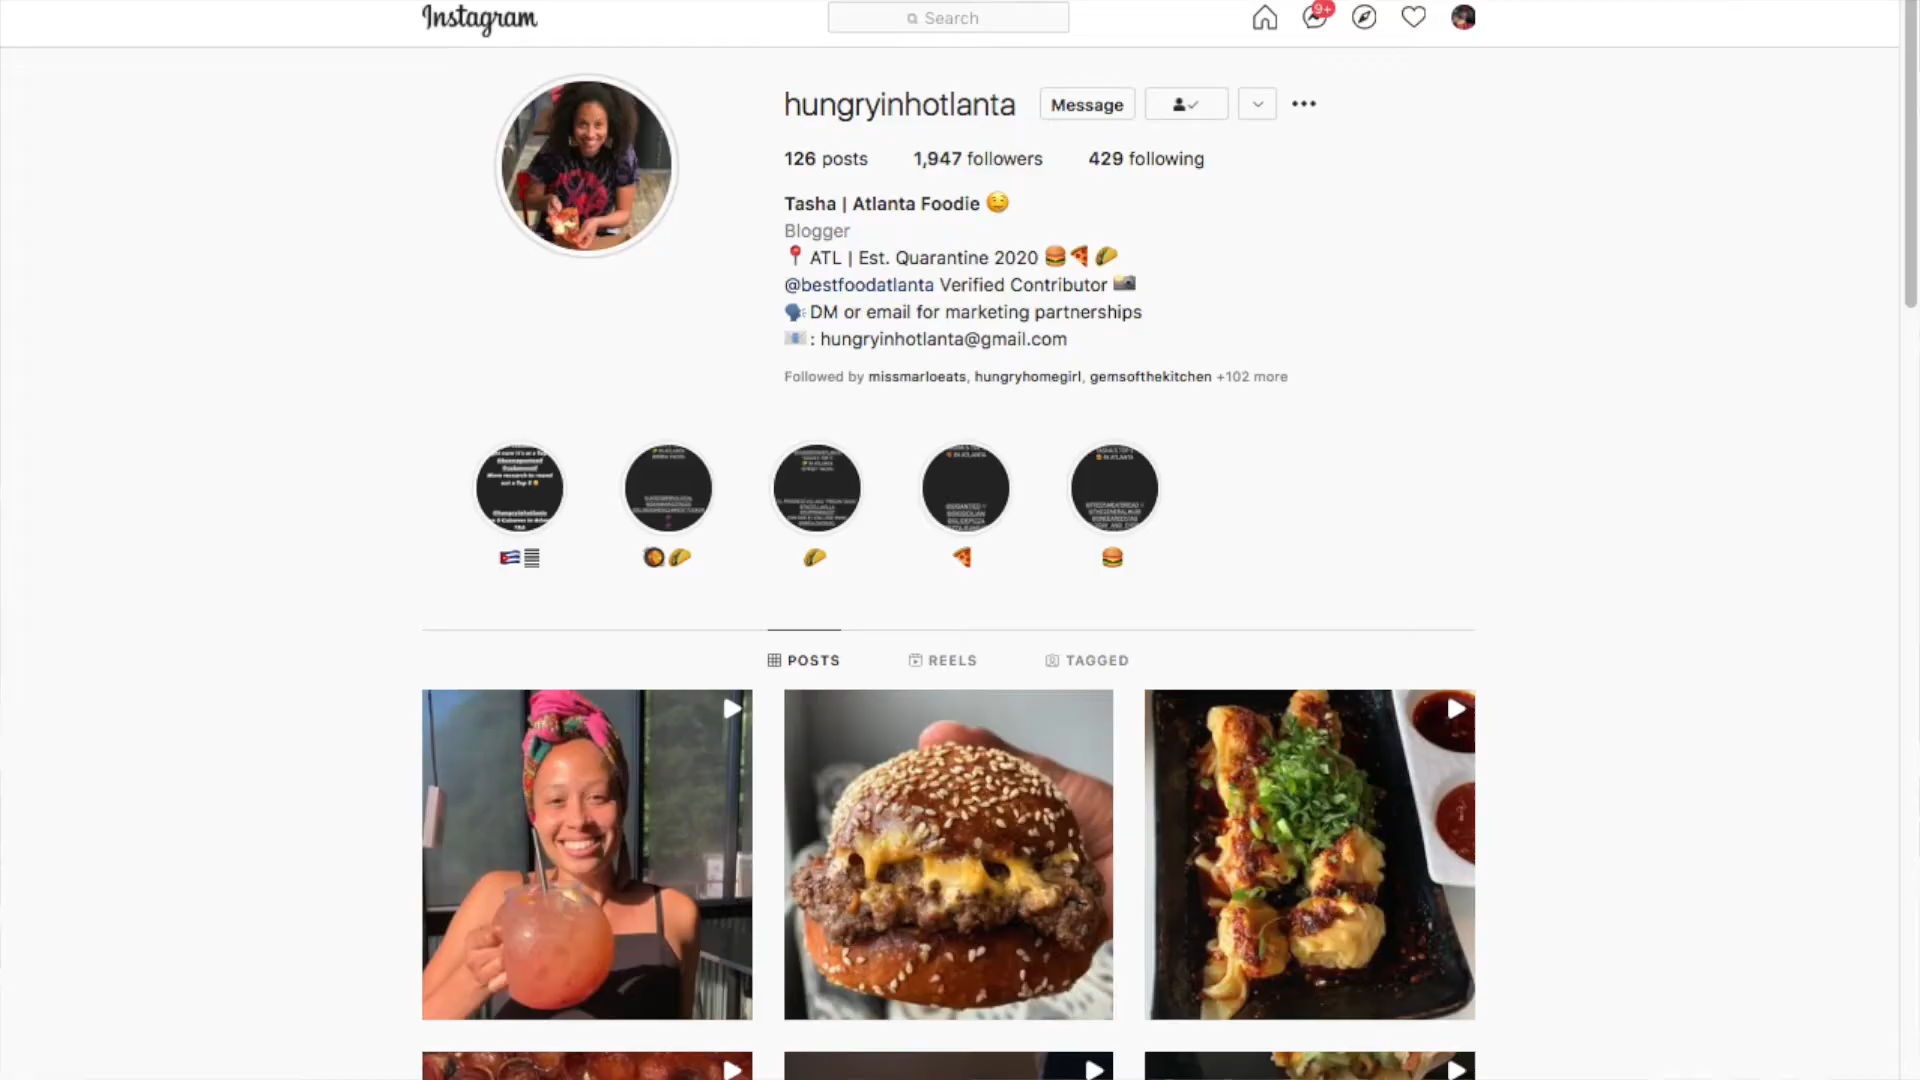 Instagram
Search
9+
hungryinhotlanta
Message
126 posts
1,947 followers
429 following
Tasha | Atlanta Foodie 🤤
Blogger
📍 ATL | Est. Quarantine 2020 🍔🍕🌮
@bestfoodatlanta Verified Contributor 📸
🗣️ DM or email for marketing partnerships
📧 : hungryinhotlanta@gmail.com
Followed by missmarloeats, hungryhomegirl, gemsofthekitchen +102 more
POSTS
REELS
TAGGED